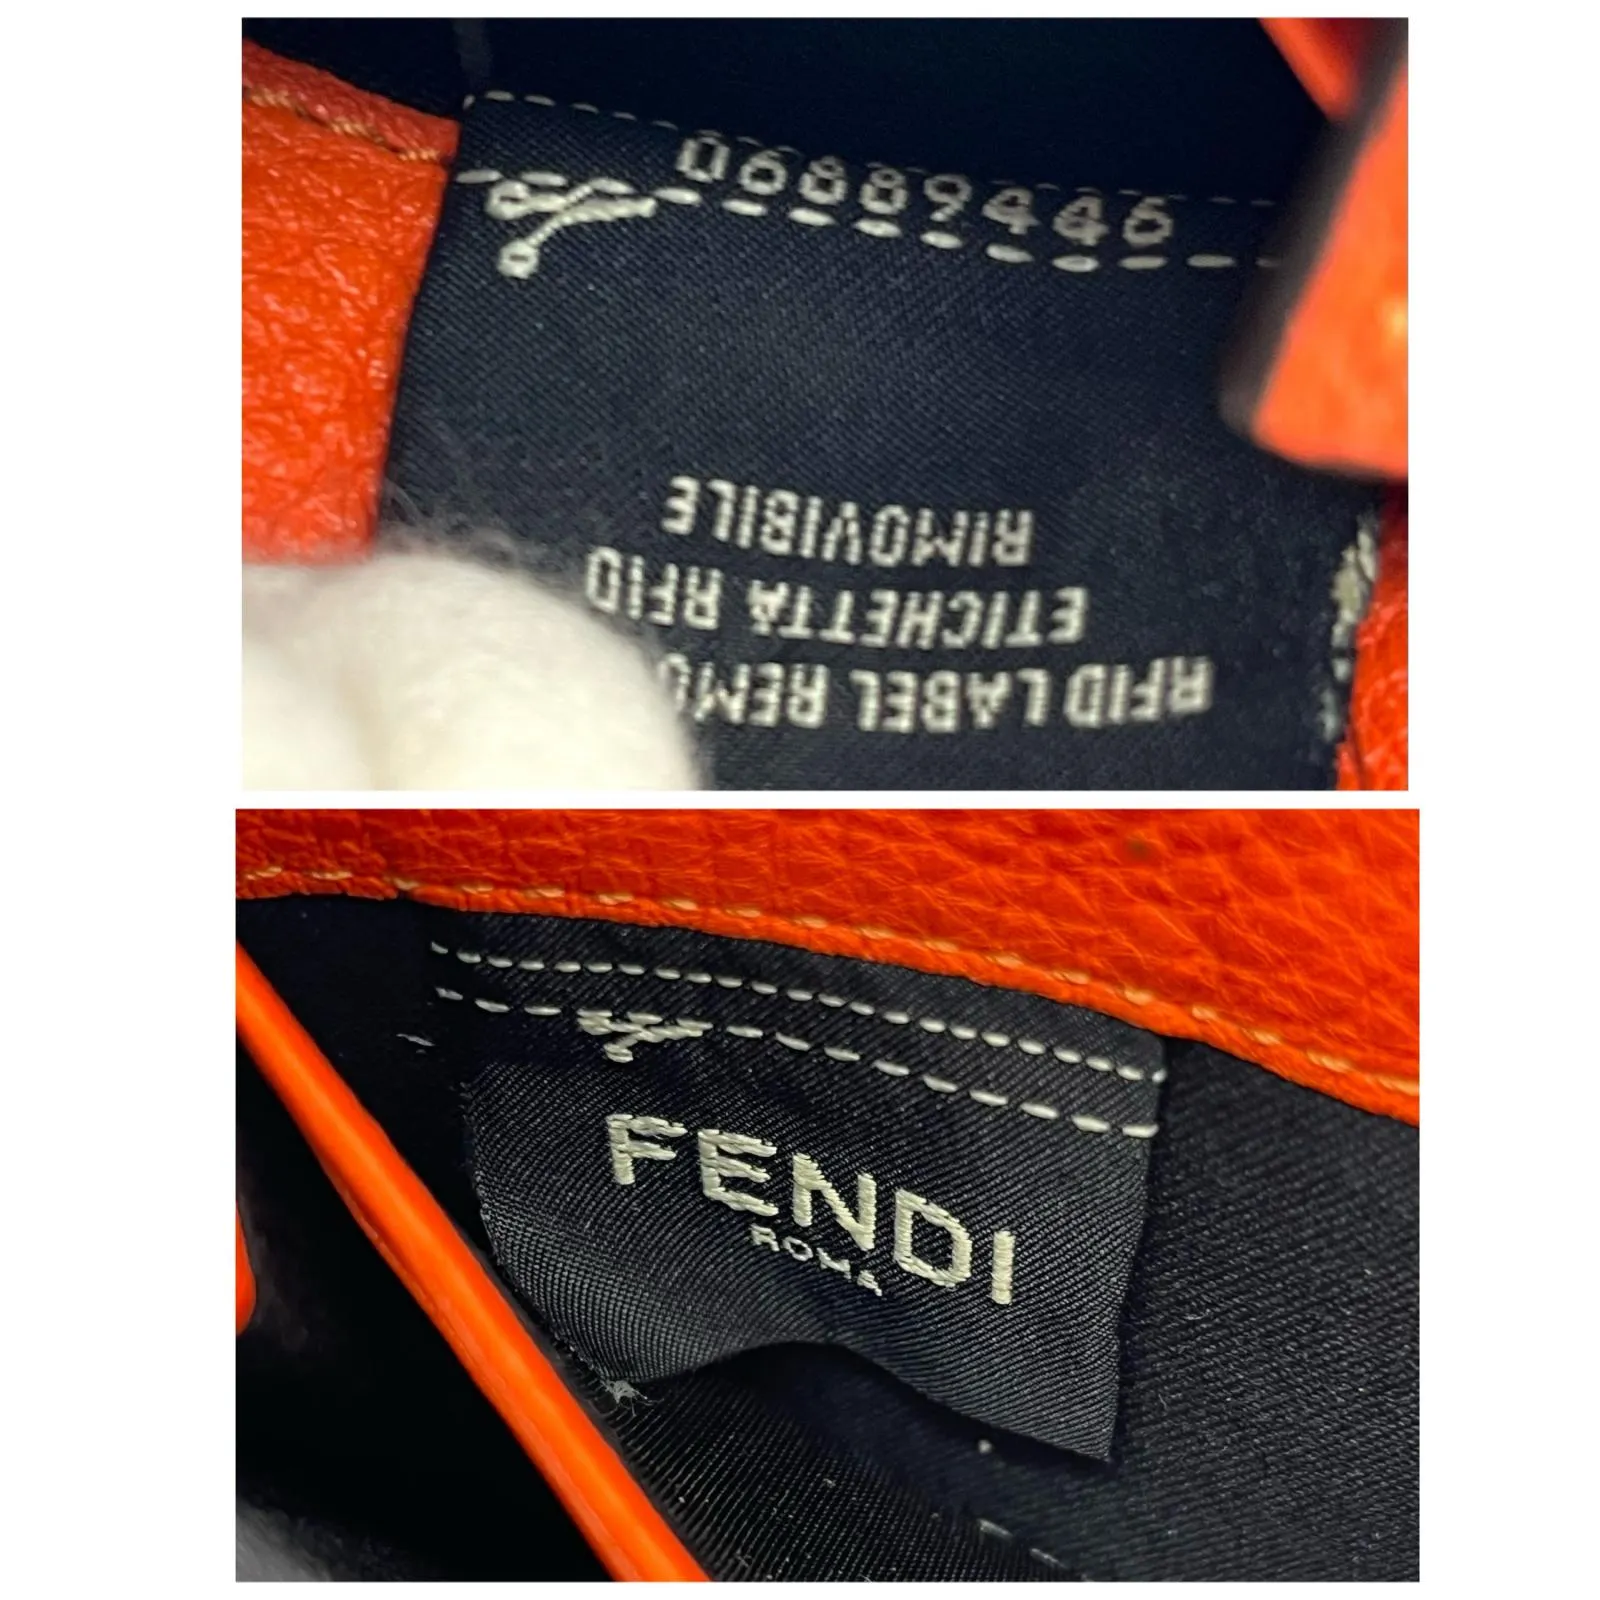 06889446
RFID LABEL REMO
ETICHETTA RFID
RIMOVIBILE
FENDI
ROMA